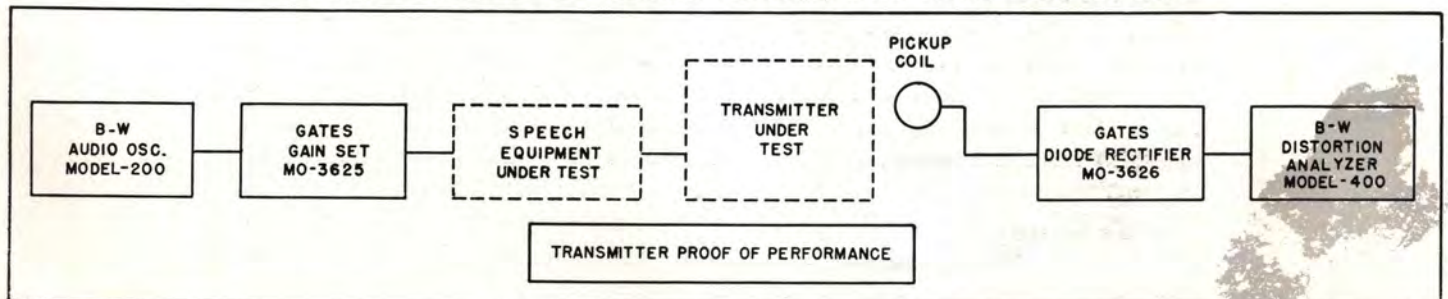 B-W
AUDIO OSC.
MODEL-200
GATES
GAIN SET
MO-3625
SPEECH
EQUIPMENT
UNDER TEST
TRANSMITTER
UNDER
TEST
PICKUP
COIL
GATES
DIODE RECTIFIER
MO-3626
B-W
DISTORTION
ANALYZER
MODEL-400
TRANSMITTER PROOF OF PERFORMANCE